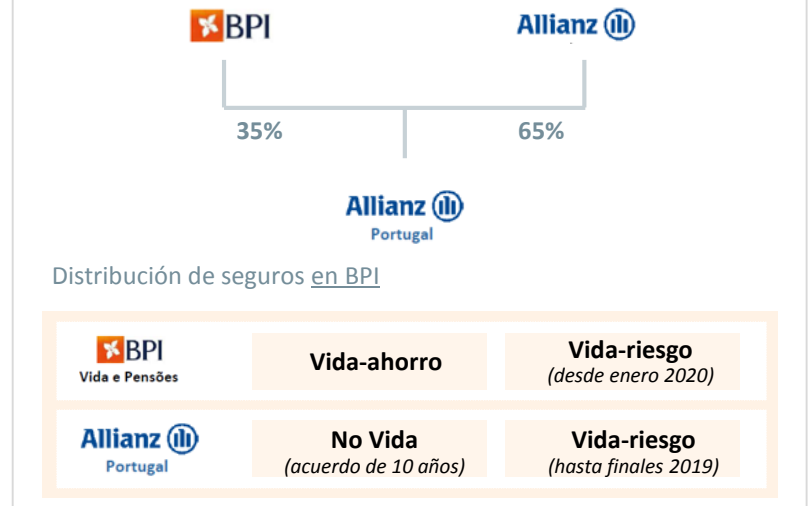 BPI
Allianz
35%
65%
Allianz
Portugal
Distribución de seguros en BPI
BPI
Vida e Pensões
Vida-ahorro
Vida-riesgo
(desde enero 2020)
Allianz
Portugal
No Vida
(acuerdo de 10 años)
Vida-riesgo
(hasta finales 2019)